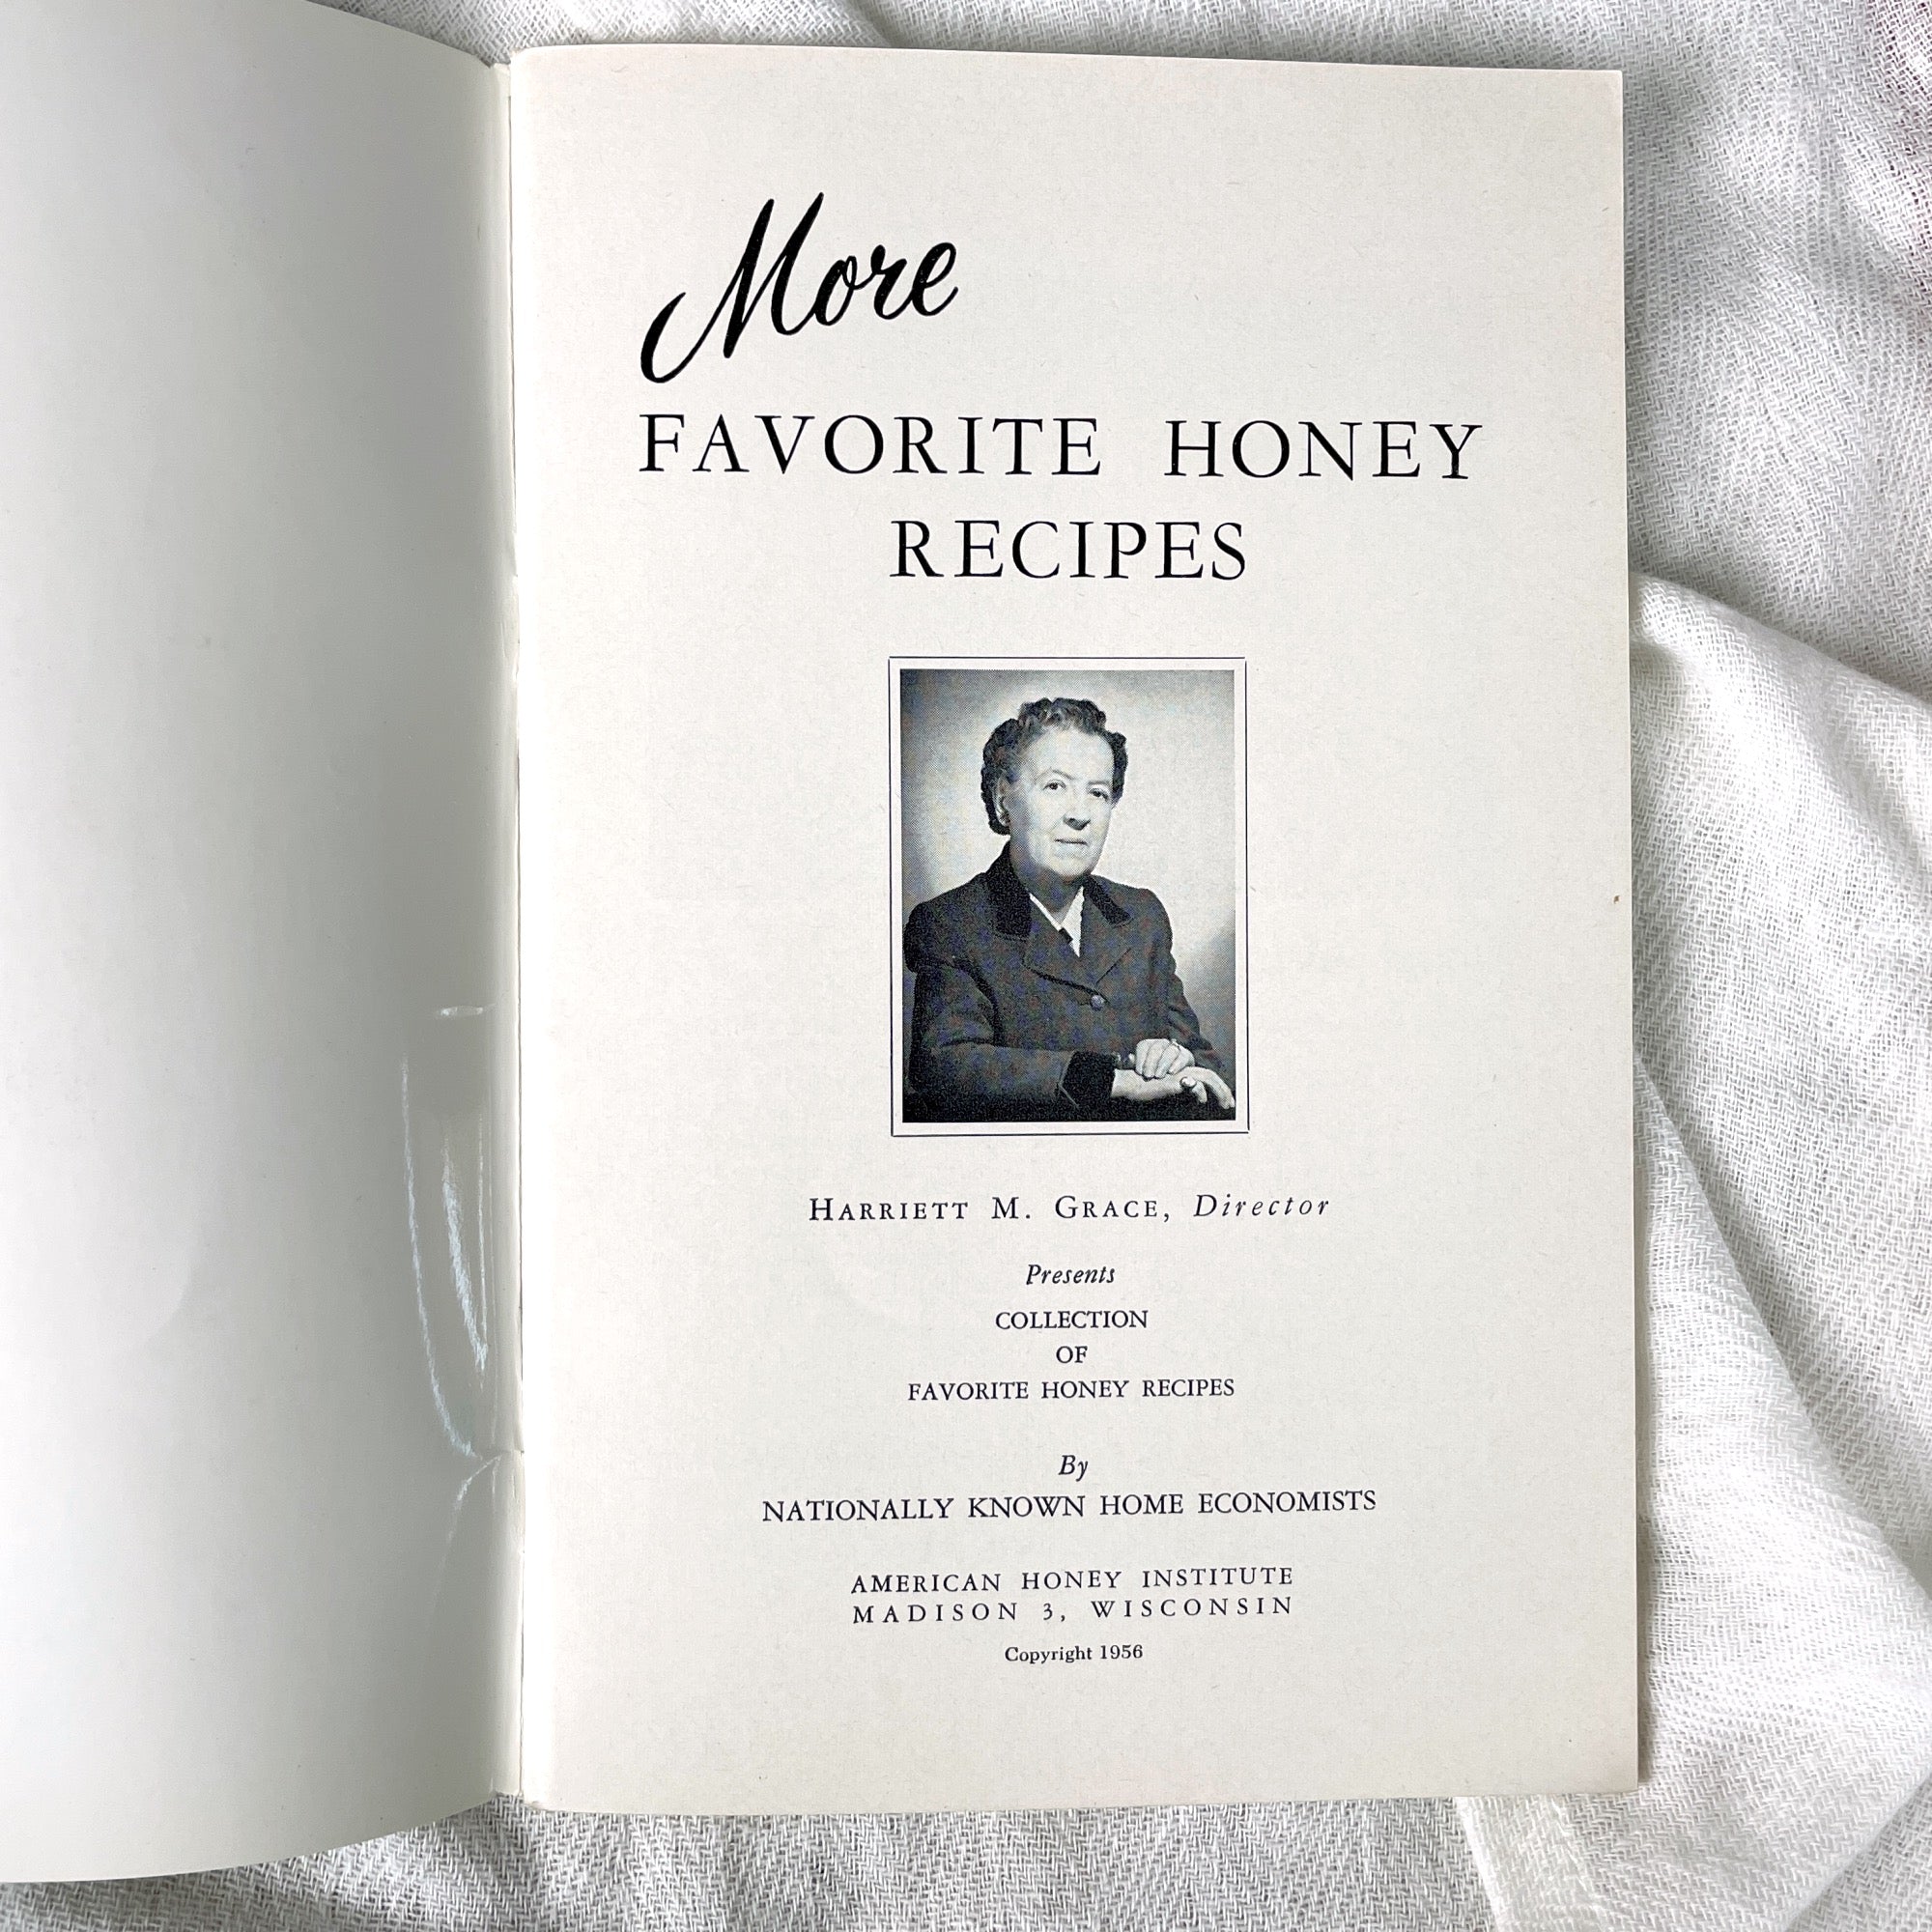 More
FAVORITE HONEY
RECIPES
HARRIETT M. GRACE, Director
Presents
COLLECTION
OF
FAVORITE HONEY RECIPES
By
NATIONALLY KNOWN HOME ECONOMISTS
AMERICAN HONEY INSTITUTE
MADISON 3, WISCONSIN
Copyright 1956